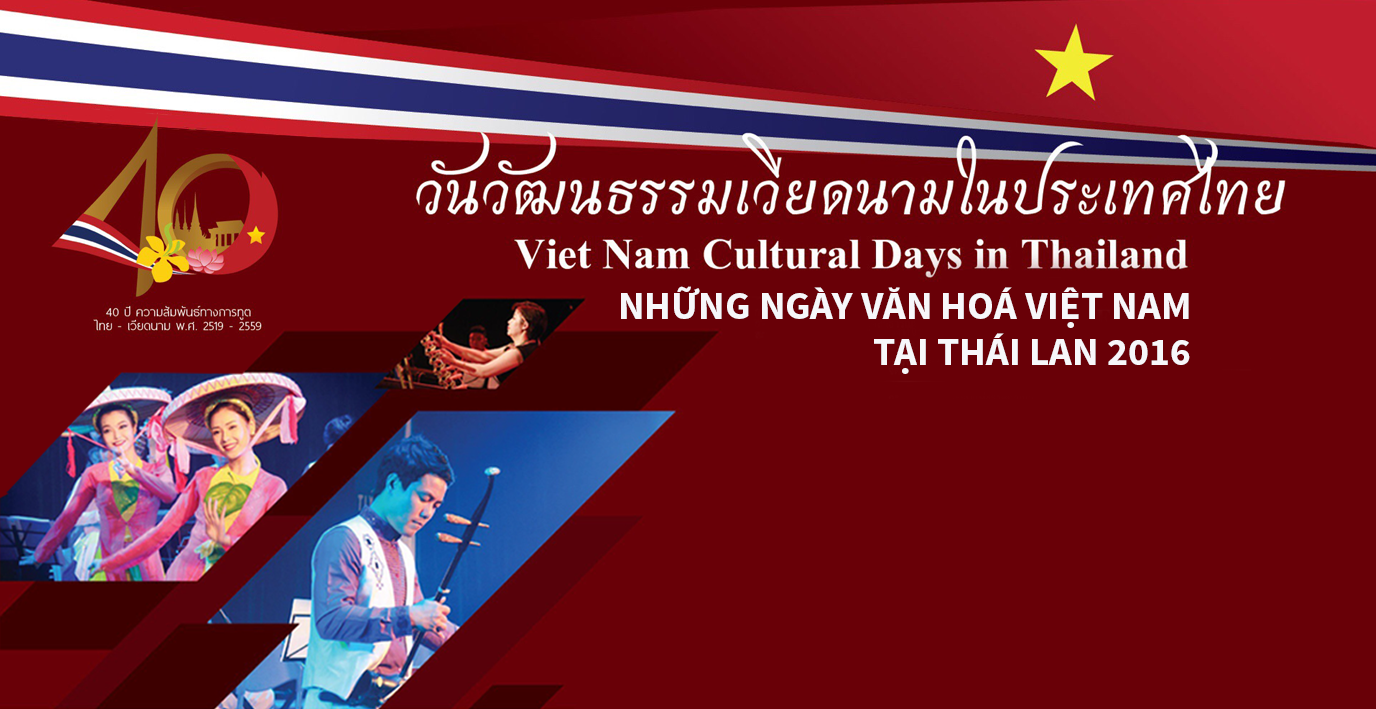 40
40 ปี ความสัมพันธ์ทางการทูต
ไทย - เวียดนาม พ.ศ. 2519 - 2559
วันวัฒนธรรมเวียดนามในประเทศไทย
Viet Nam Cultural Days in Thailand
NHỮNG NGÀY VĂN HOÁ VIỆT NAM
TẠI THÁI LAN 2016